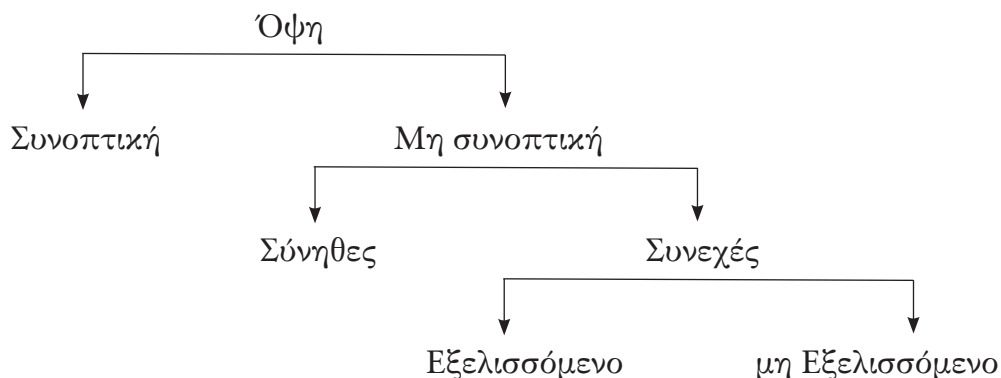 Όψη
Συνοπτική Μη συνοπτική
Σύνηθες Συνεχές
Εξελισσόμενο μη Εξελισσόμενο